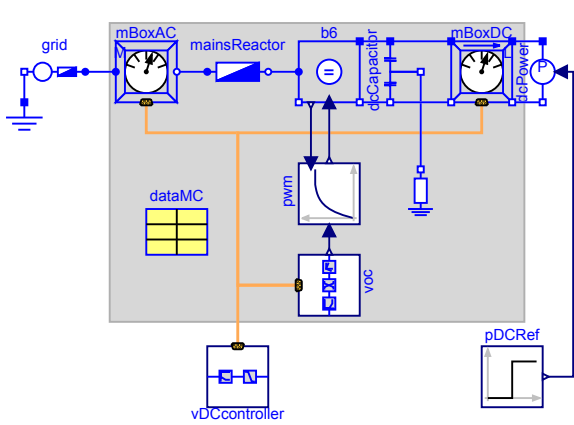 grid
mBoxAC
mainsReactor
b6
dcCapacitor
mBoxDC
dcPower
V
L
P
=
pwm
dataMC
voc
pDCRef
vDCcontroller